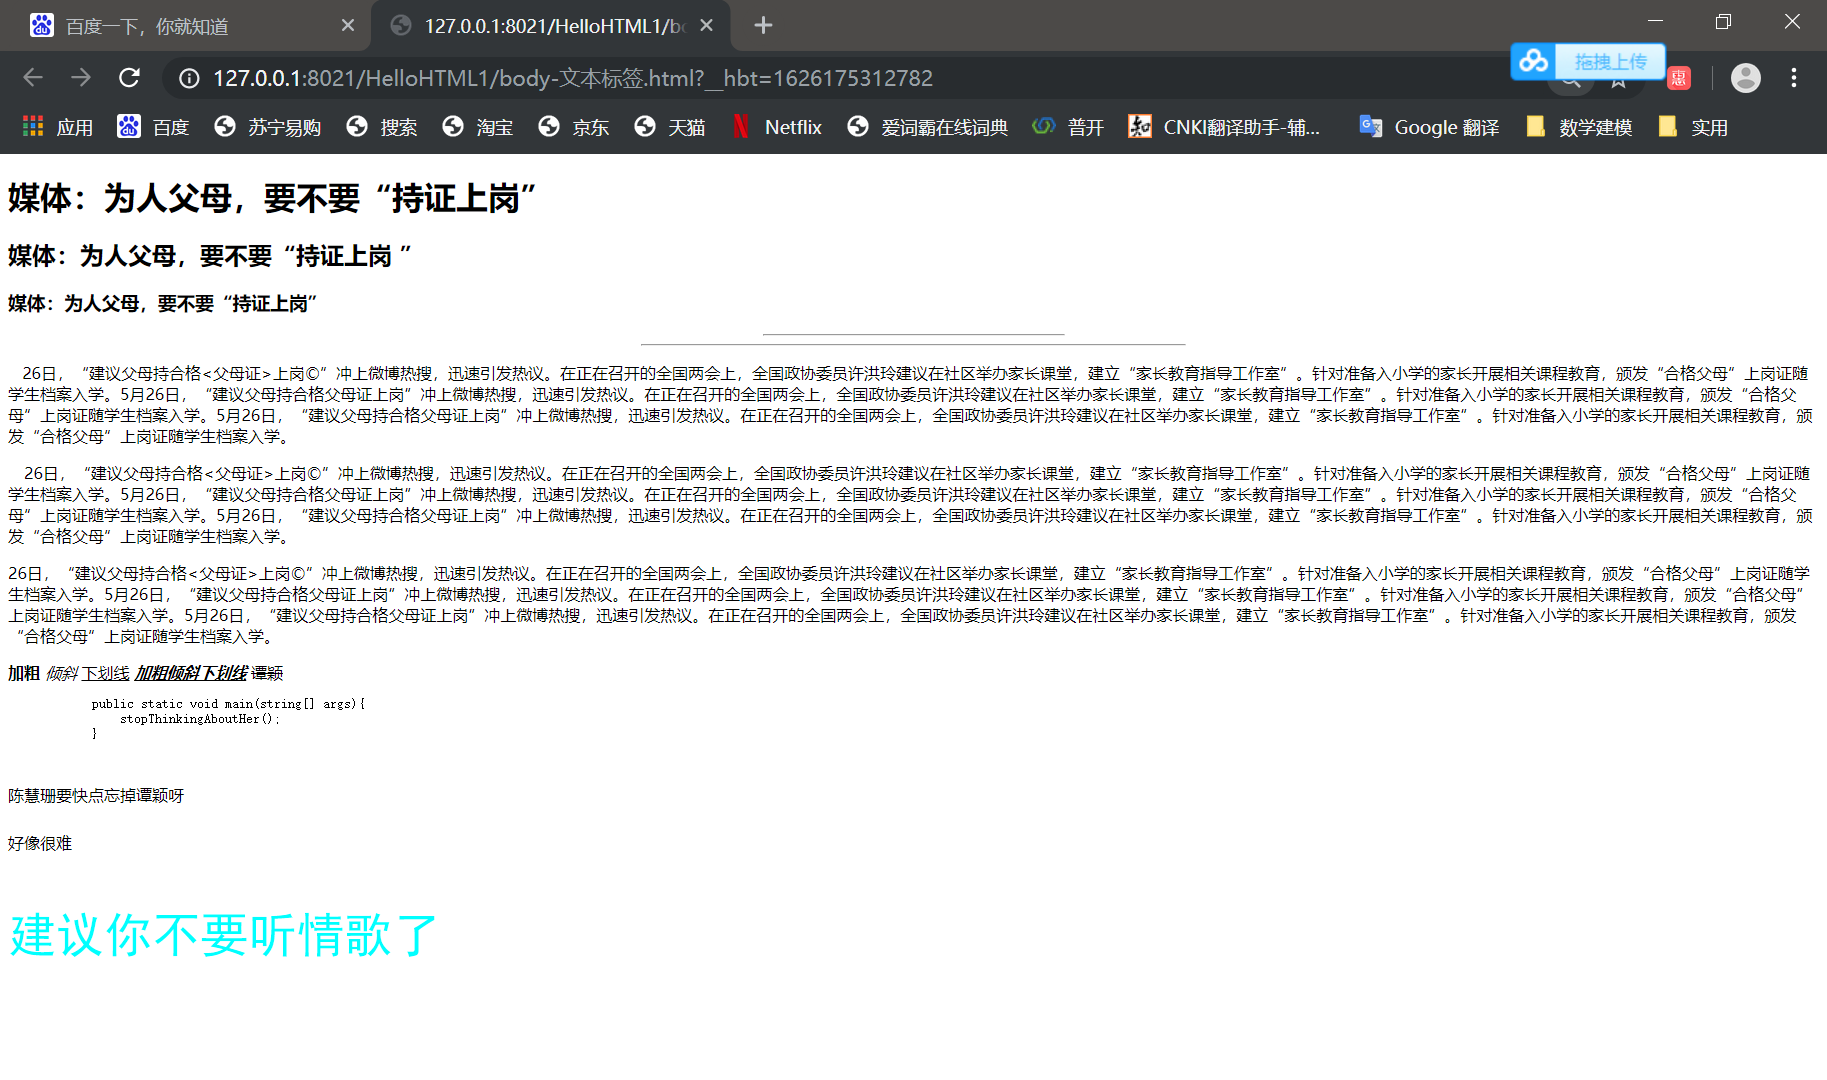 百度一下，你就知道
127.0.0.1:8021/HelloHTML1/bo
127.0.0.1:8021/HelloHTML1/body-文本标签.html?__hbt=1626175312782
拖拽上传
惠
应用 百度 苏宁易购 搜索 淘宝 京东 天猫 Netflix 爱词霸在线词典 普开 CNKI翻译助手-辅... Google 翻译 数学建模 实用
媒体：为人父母，要不要“持证上岗”
媒体：为人父母，要不要“持证上岗 ”
媒体：为人父母，要不要“持证上岗”
26日，“建议父母持合格<父母证>上岗©”冲上微博热搜，迅速引发热议。在正在召开的全国两会上，全国政协委员许洪玲建议在社区举办家长课堂，建立“家长教育指导工作室”。针对准备入小学的家长开展相关课程教育，颁发“合格父母”上岗证随
学生档案入学。5月26日，“建议父母持合格父母证上岗”冲上微博热搜，迅速引发热议。在正在召开的全国两会上，全国政协委员许洪玲建议在社区举办家长课堂，建立“家长教育指导工作室”。针对准备入小学的家长开展相关课程教育，颁发“合格父
母”上岗证随学生档案入学。5月26日，“建议父母持合格父母证上岗”冲上微博热搜，迅速引发热议。在正在召开的全国两会上，全国政协委员许洪玲建议在社区举办家长课堂，建立“家长教育指导工作室”。针对准备入小学的家长开展相关课程教育，颁
发“合格父母”上岗证随学生档案入学。
26日，“建议父母持合格<父母证>上岗©”冲上微博热搜，迅速引发热议。在正在召开的全国两会上，全国政协委员许洪玲建议在社区举办家长课堂，建立“家长教育指导工作室”。针对准备入小学的家长开展相关课程教育，颁发“合格父母”上岗证随
学生档案入学。5月26日，“建议父母持合格父母证上岗”冲上微博热搜，迅速引发热议。在正在召开的全国两会上，全国政协委员许洪玲建议在社区举办家长课堂，建立“家长教育指导工作室”。针对准备入小学的家长开展相关课程教育，颁发“合格父
母”上岗证随学生档案入学。5月26日，“建议父母持合格父母证上岗”冲上微博热搜，迅速引发热议。在正在召开的全国两会上，全国政协委员许洪玲建议在社区举办家长课堂，建立“家长教育指导工作室”。针对准备入小学的家长开展相关课程教育，颁
发“合格父母”上岗证随学生档案入学。
26日，“建议父母持合格<父母证>上岗©”冲上微博热搜，迅速引发热议。在正在召开的全国两会上，全国政协委员许洪玲建议在社区举办家长课堂，建立“家长教育指导工作室”。针对准备入小学的家长开展相关课程教育，颁发“合格父母”上岗证随学
生档案入学。5月26日，“建议父母持合格父母证上岗”冲上微博热搜，迅速引发热议。在正在召开的全国两会上，全国政协委员许洪玲建议在社区举办家长课堂，建立“家长教育指导工作室”。针对准备入小学的家长开展相关课程教育，颁发“合格父母”
上岗证随学生档案入学。5月26日，“建议父母持合格父母证上岗”冲上微博热搜，迅速引发热议。在正在召开的全国两会上，全国政协委员许洪玲建议在社区举办家长课堂，建立“家长教育指导工作室”。针对准备入小学的家长开展相关课程教育，颁发
“合格父母”上岗证随学生档案入学。
加粗 倾斜 下划线 加粗倾斜下划线 谭颖
public static void main(string[] args){
stopThinkingAboutHer();
}
陈慧珊要快点忘掉谭颖呀
好像很难
建议你不要听情歌了